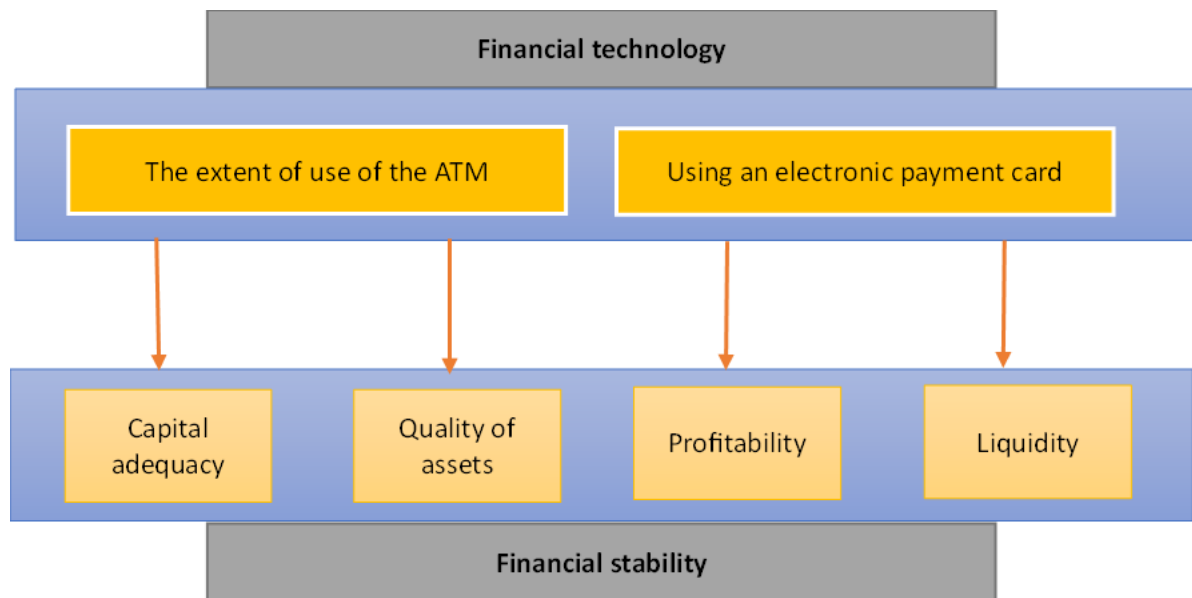 Financial technology
The extent of use of the ATM
Using an electronic payment card
Capital
adequacy
Quality of
assets
Profitability
Liquidity
Financial stability